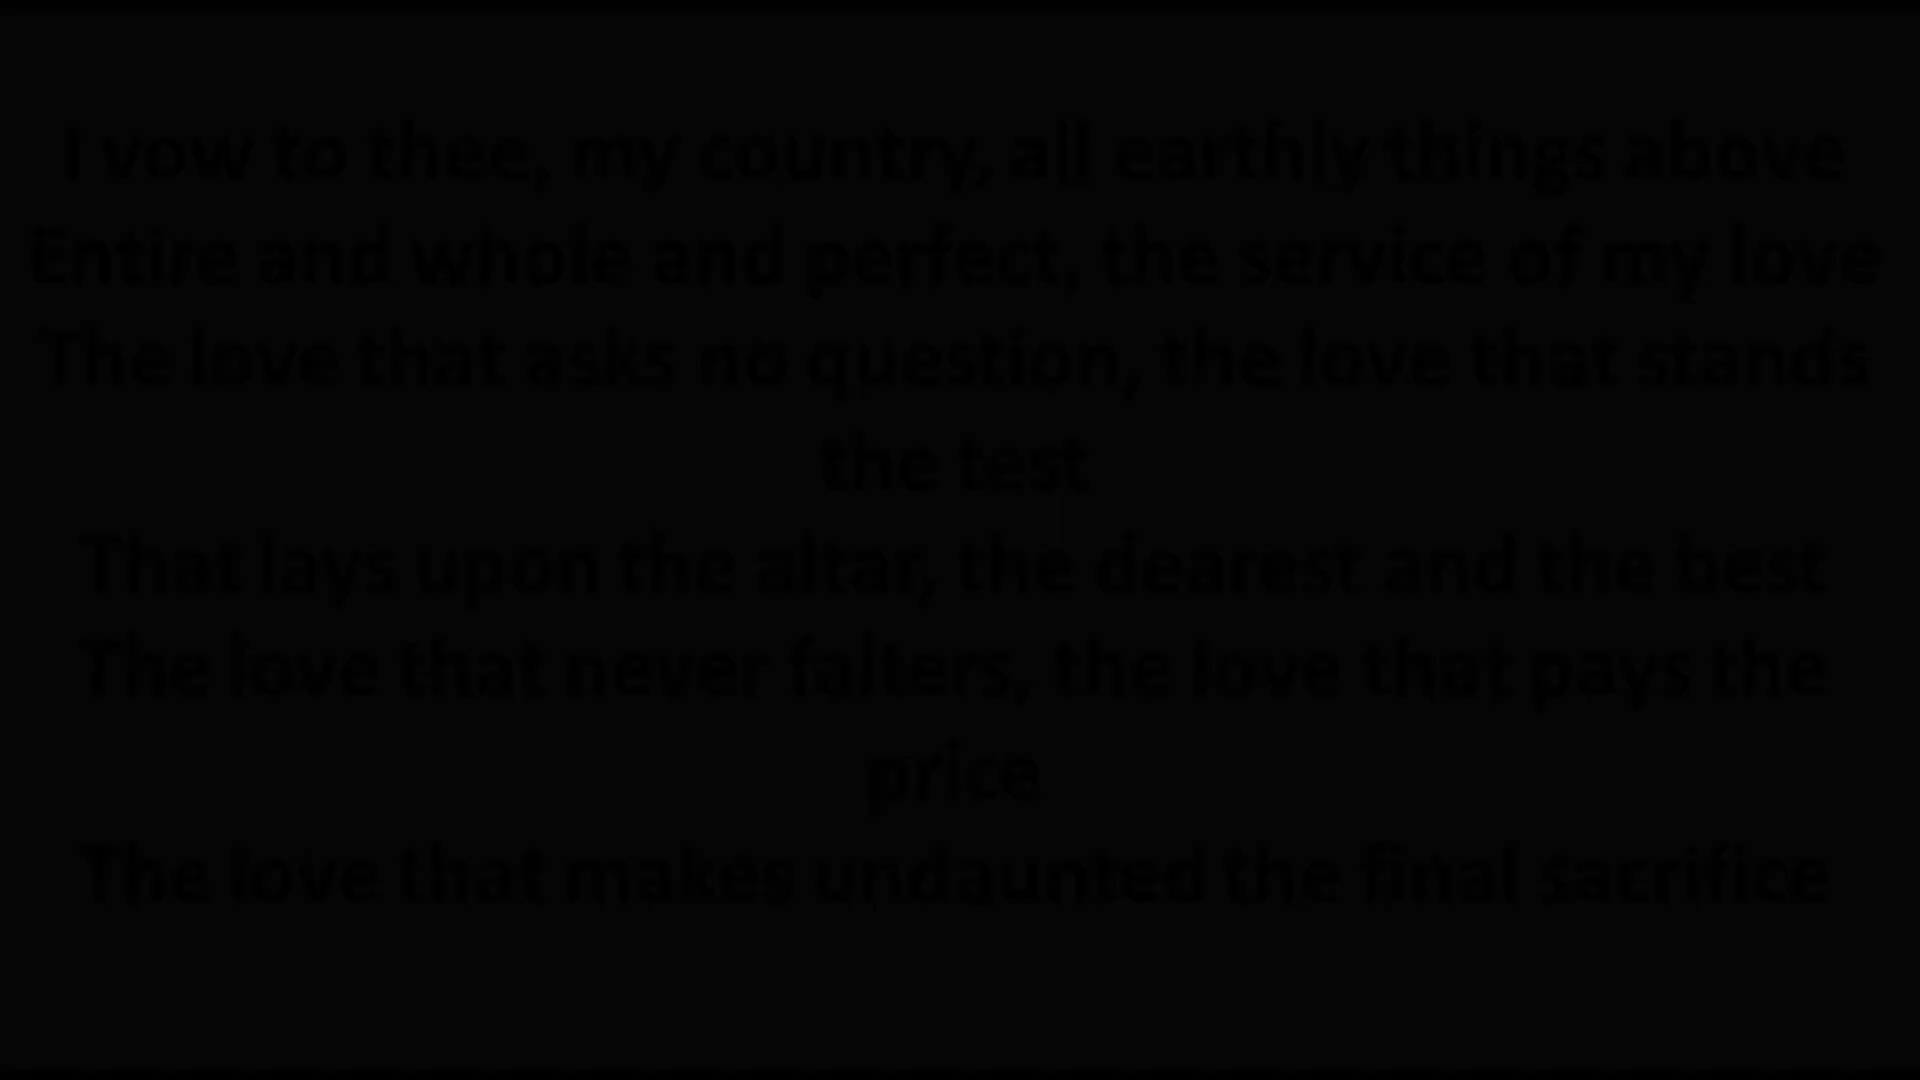 I vow to thee, my country, all earthly things above
Entire and whole and perfect, the service of my love
The love that asks no question, the love that stands
the test
That lays upon the altar, the dearest and the best
The love that never falters, the love that pays the
price
The love that makes undaunted the final sacrifice